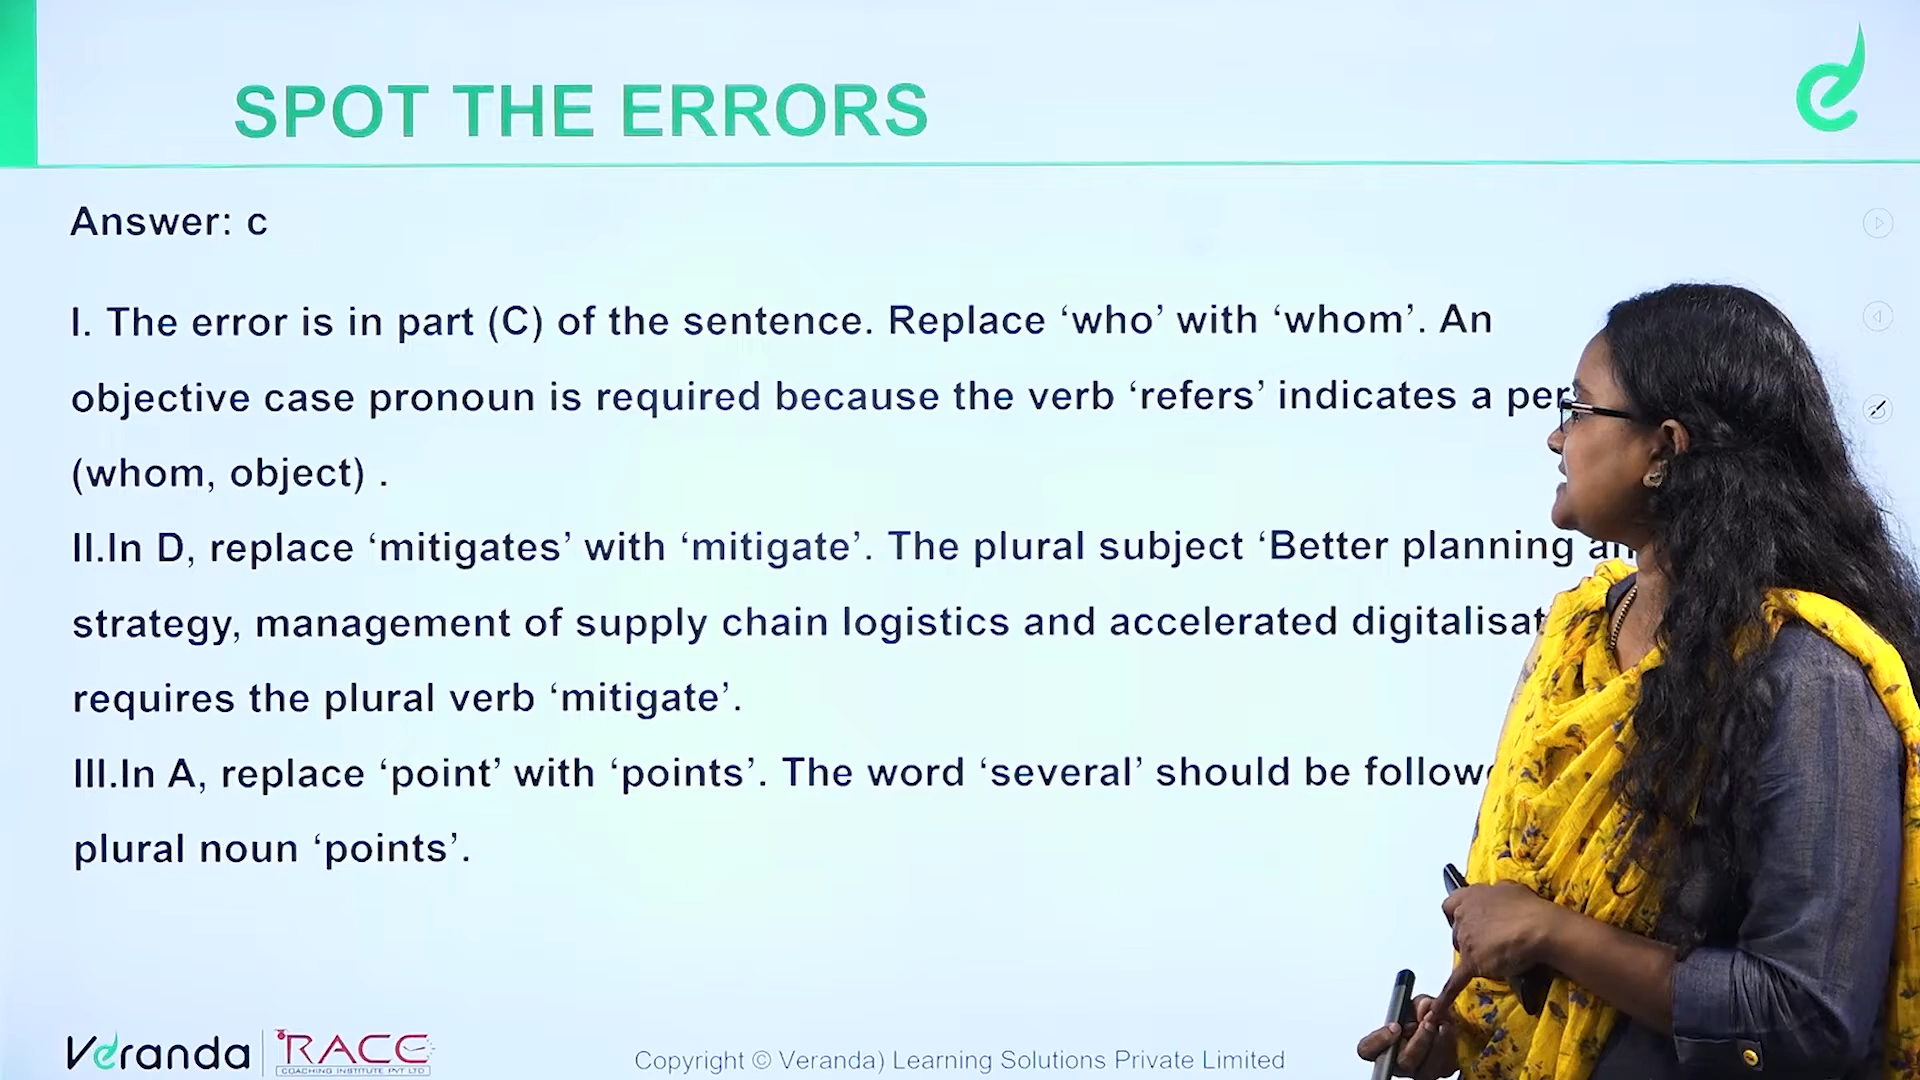 SPOT THE ERRORS
Answer: c
I. The error is in part (C) of the sentence. Replace ‘who’ with ‘whom’. An
objective case pronoun is required because the verb ‘refers’ indicates a
(whom, object) .
II.In D, replace ‘mitigates’ with ‘mitigate’. The plural subject ‘Better planning
strategy, management of supply chain logistics and accelerated
requires the plural verb ‘mitigate’.
III.In A, replace ‘point’ with ‘points’. The word ‘several’ should be
plural noun ‘points’.
Veranda RACE
COACHING INSTITUTE PVT LTD
Copyright © Veranda) Learning Solutions Private Limited